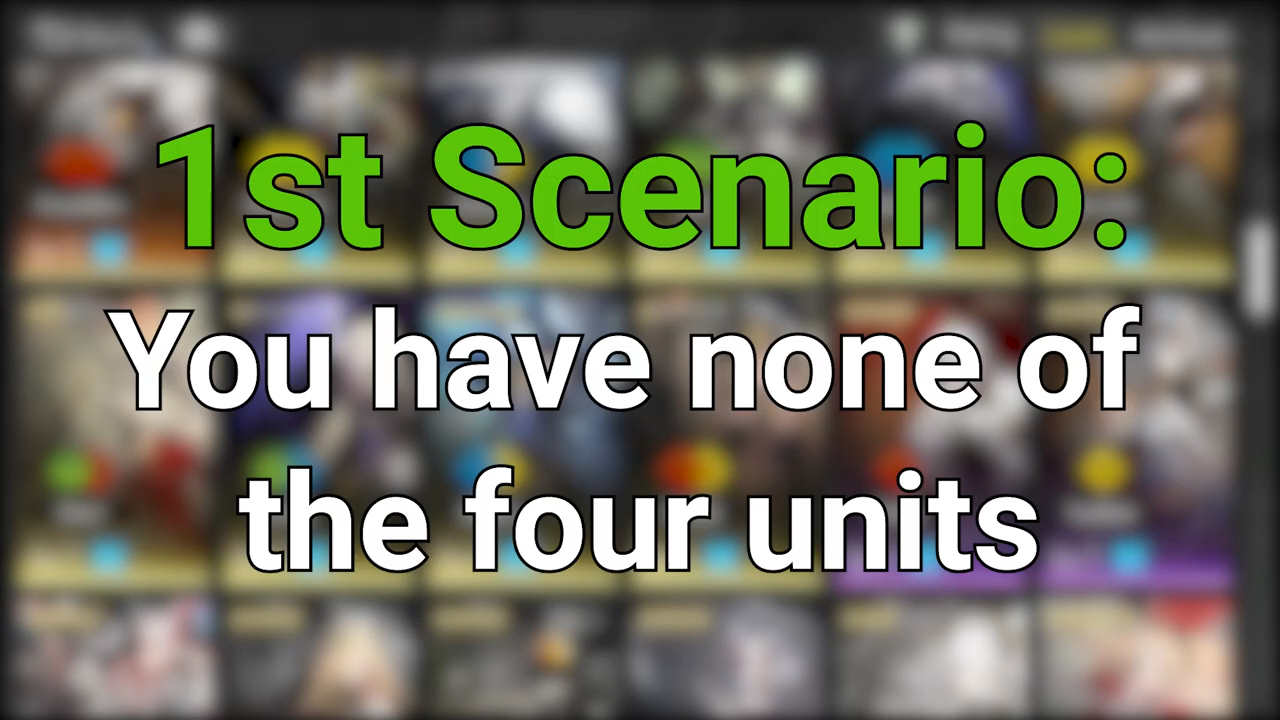 1st Scenario:
You have none of
the four units